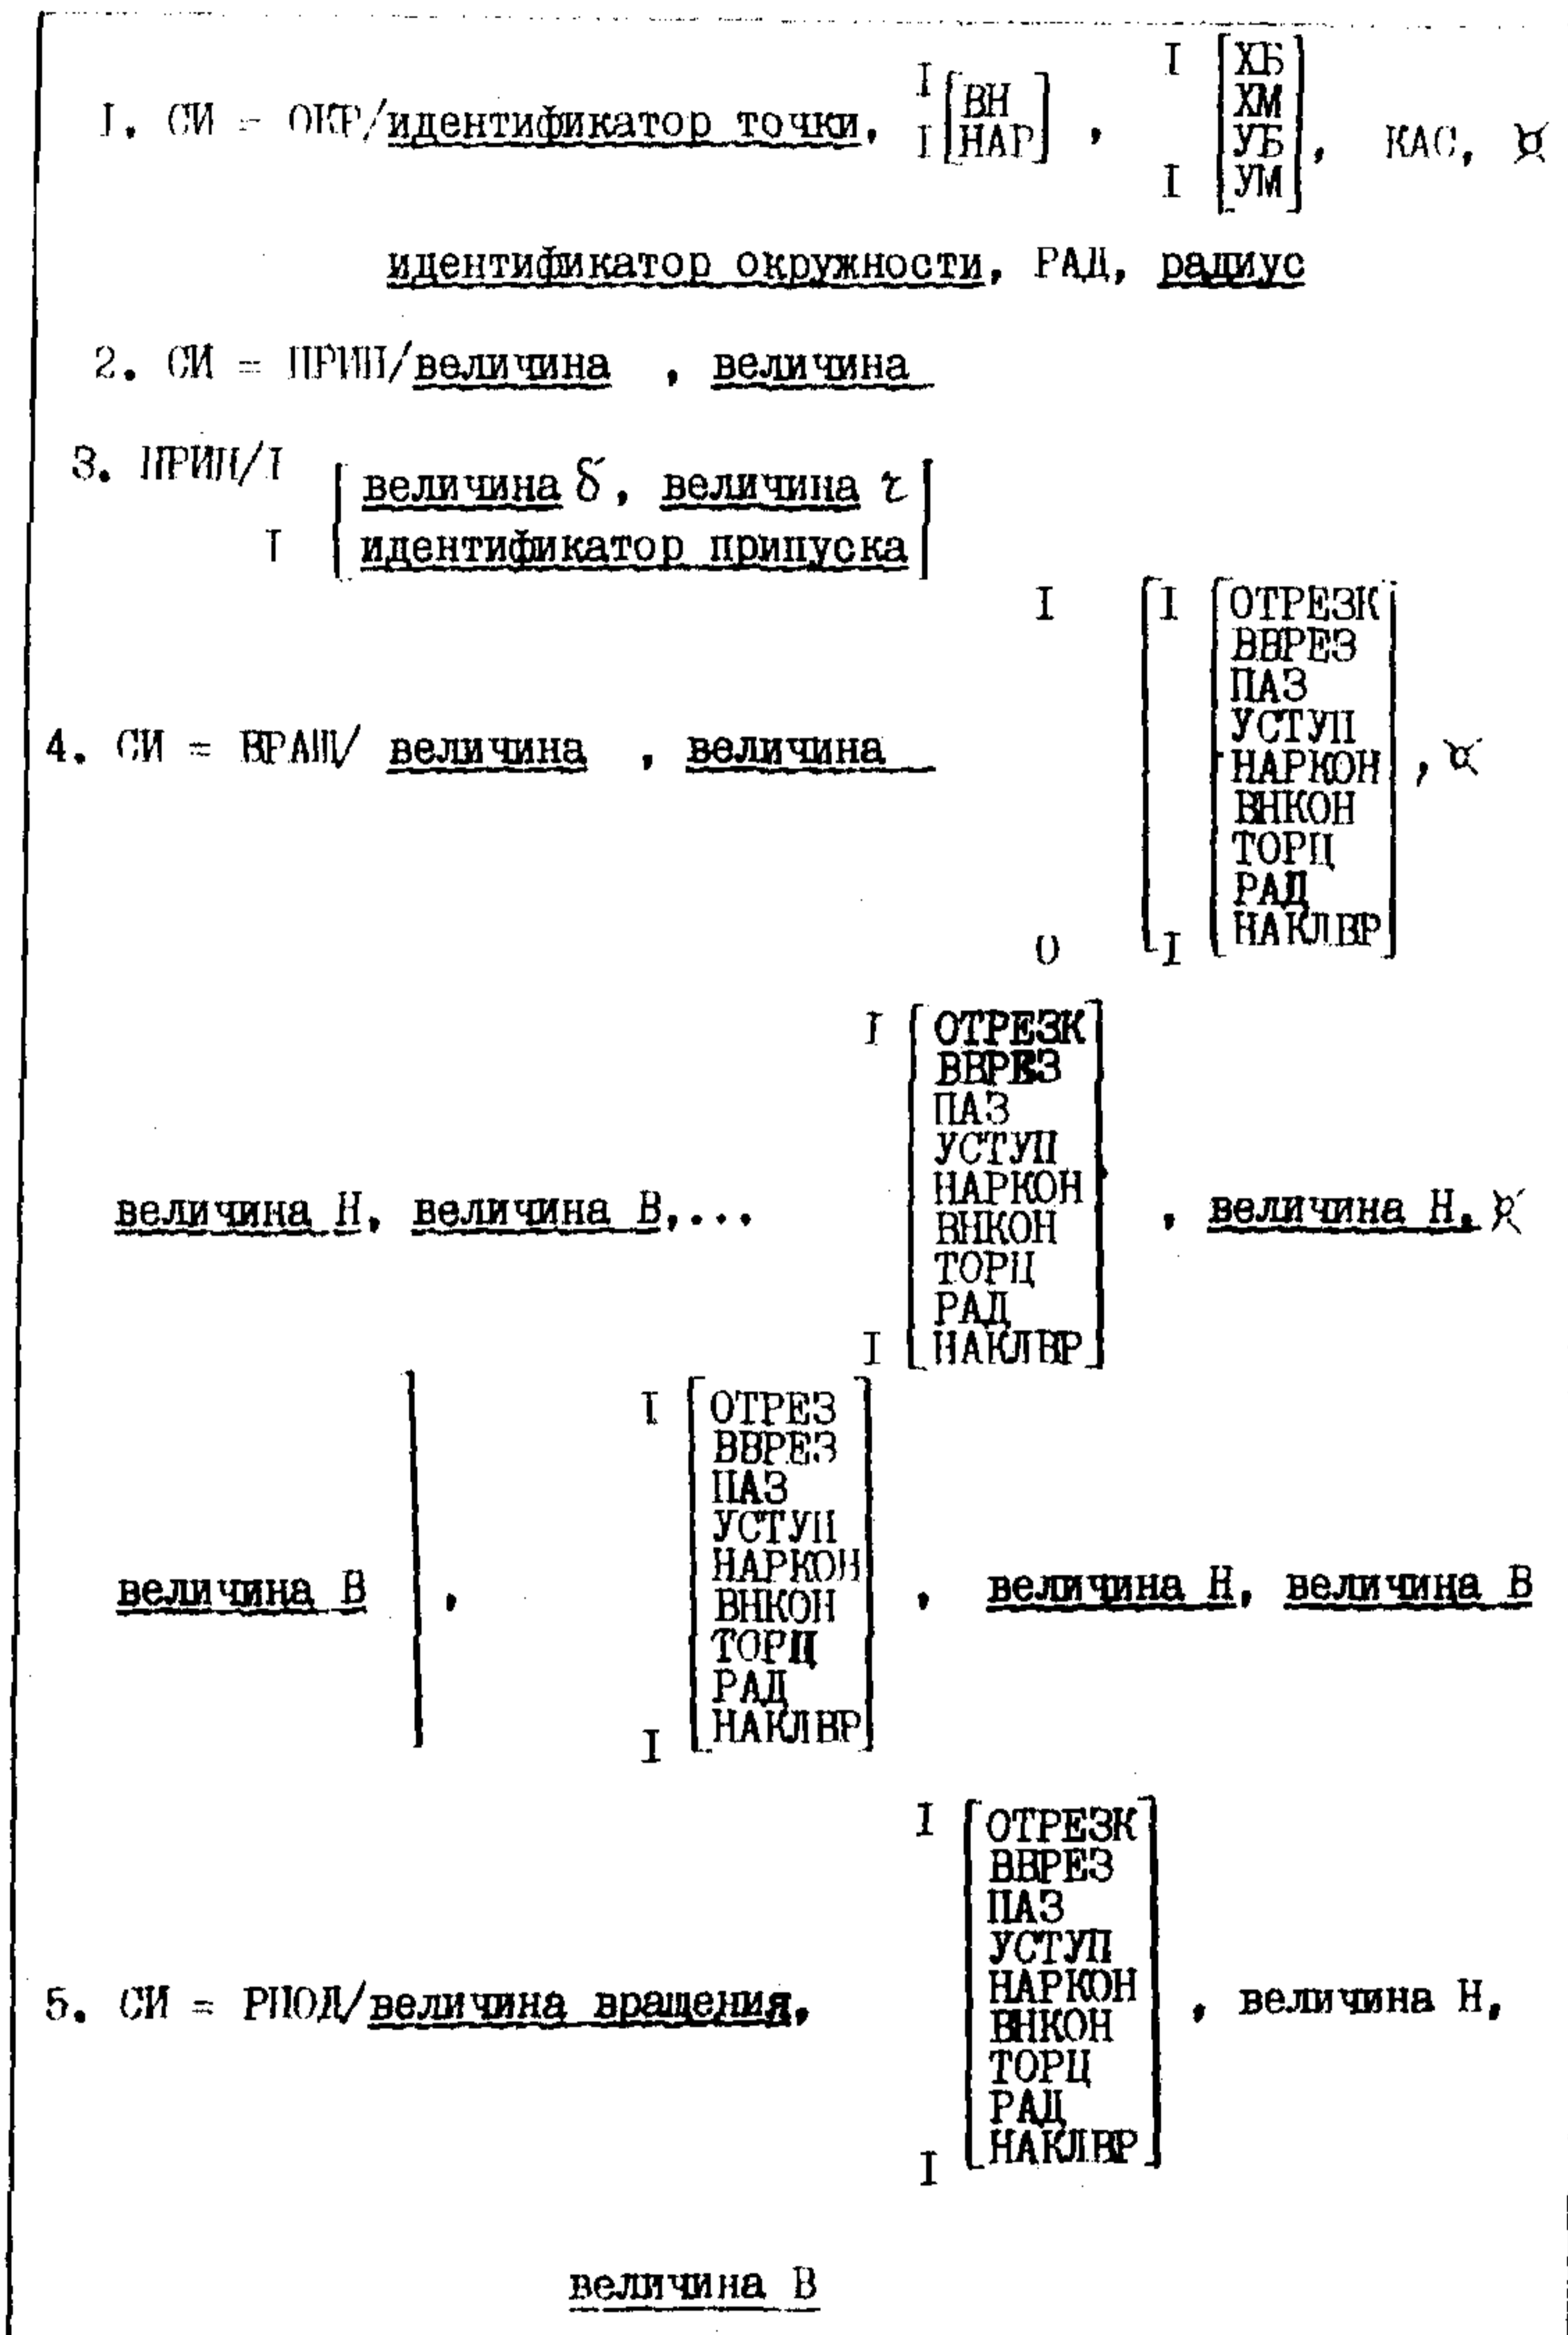 I. СИ = ОКР/идентификатор точки, I I [ВН НАР], I I [ХБ ХМ УБ УМ], КАС, ¤
идентификатор окружности, РАД, радиус
2. СИ = ПРИП/величина , величина
3. ПРИП/I
величина δ, величина τ
I идентификатор припуска
I I ОТРЕЗК
ВВРЕЗ
ПАЗ
УСТУП
4. СИ = ВРАЩ/ величина , величина НАРКОН , ¤
ВНКОН
ТОРЦ
РАД
0 I НАКЛВР
I ОТРЕЗК
ВВРЕЗ
ПАЗ
УСТУП
величина Н, величина В,... НАРКОН , величина Н, ¤
ВНКОН
ТОРЦ
РАД
I НАКЛВР
I ОТРЕЗ
ВВРЕЗ
ПАЗ
УСТУП
НАРКОН
величина В , ВНКОН , величина Н, величина В
ТОРЦ
РАД
I НАКЛВР
I ОТРЕЗК
ВВРЕЗ
ПАЗ
УСТУП
5. СИ = РПОД/величина вращения, НАРКОН , величина Н,
ВНКОН
ТОРЦ
РАД
I НАКЛВР
величина В